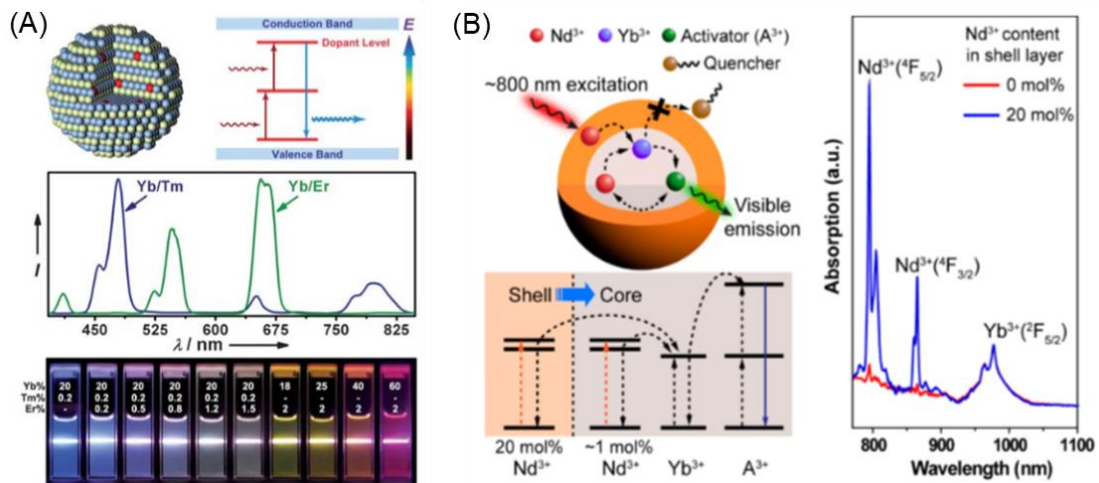 (A)
Conduction Band
E
Dopant Level
Valence Band
Yb/Tm
Yb/Er
I
450 525 600 675 750 825
λ / nm
Yb% 20 20 20 20 20 20 18 25 40 60
Tm% 0.2 0.2 0.2 0.2 0.2 0.2 - - - -
Er% - 0.2 0.5 0.8 1.2 1.5 2 2 2 2
(B)
Nd³⁺ Yb³⁺ Activator (A³⁺)
Quencher
~800 nm excitation
Visible
emission
Shell Core
20 mol% ~1 mol%
Nd³⁺ Nd³⁺ Yb³⁺ A³⁺
Nd³⁺ content
in shell layer
0 mol%
20 mol%
Nd³⁺(⁴F₅/₂)
Nd³⁺(⁴F₃/₂)
Yb³⁺(²F₅/₂)
Absorption (a.u.)
800 900 1000 1100
Wavelength (nm)